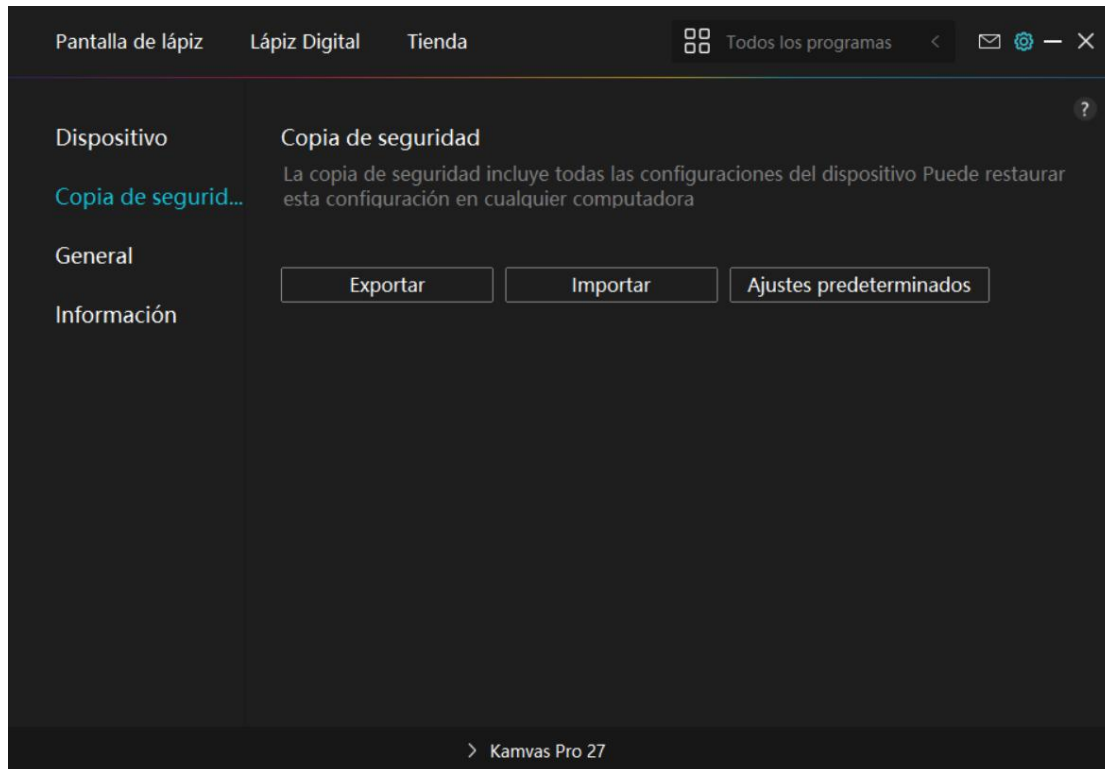 Pantalla de lápiz Lápiz Digital Tienda Todos los programas <
?
Dispositivo
Copia de segurid...
General
Información
Copia de seguridad
La copia de seguridad incluye todas las configuraciones del dispositivo Puede restaurar
esta configuración en cualquier computadora
Exportar Importar Ajustes predeterminados
> Kamvas Pro 27